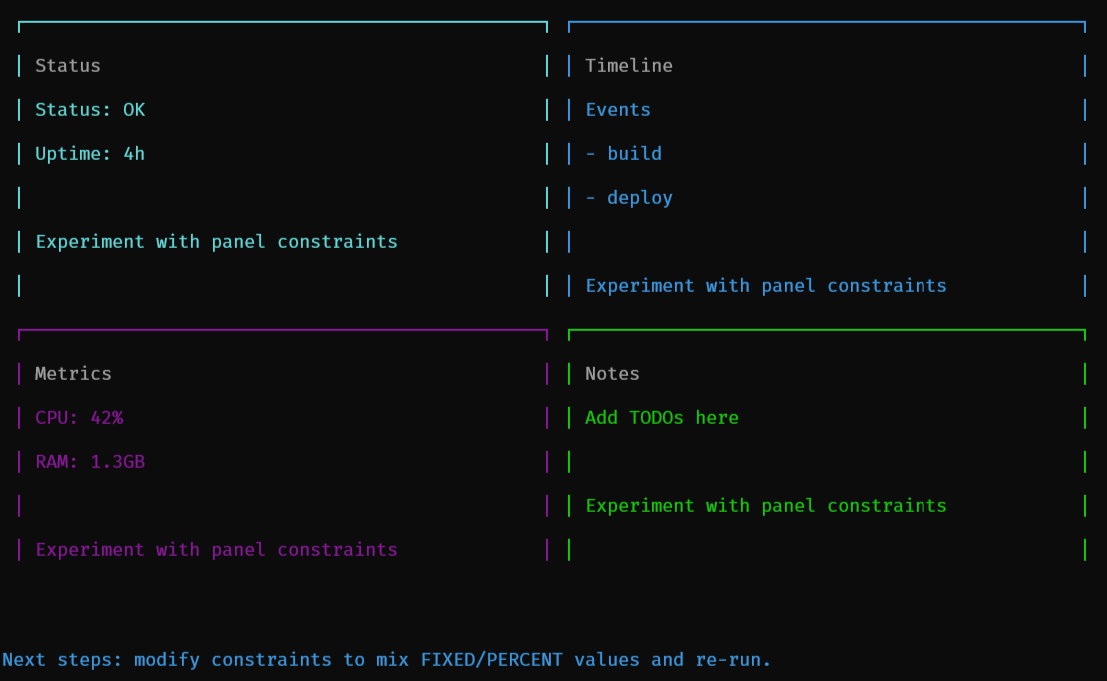 Status
Status: OK
Uptime: 4h
Experiment with panel constraints
Timeline
Events
- build
- deploy
Experiment with panel constraints
Metrics
CPU: 42%
RAM: 1.3GB
Experiment with panel constraints
Notes
Add TODOs here
Experiment with panel constraints
Next steps: modify constraints to mix FIXED/PERCENT values and re-run.